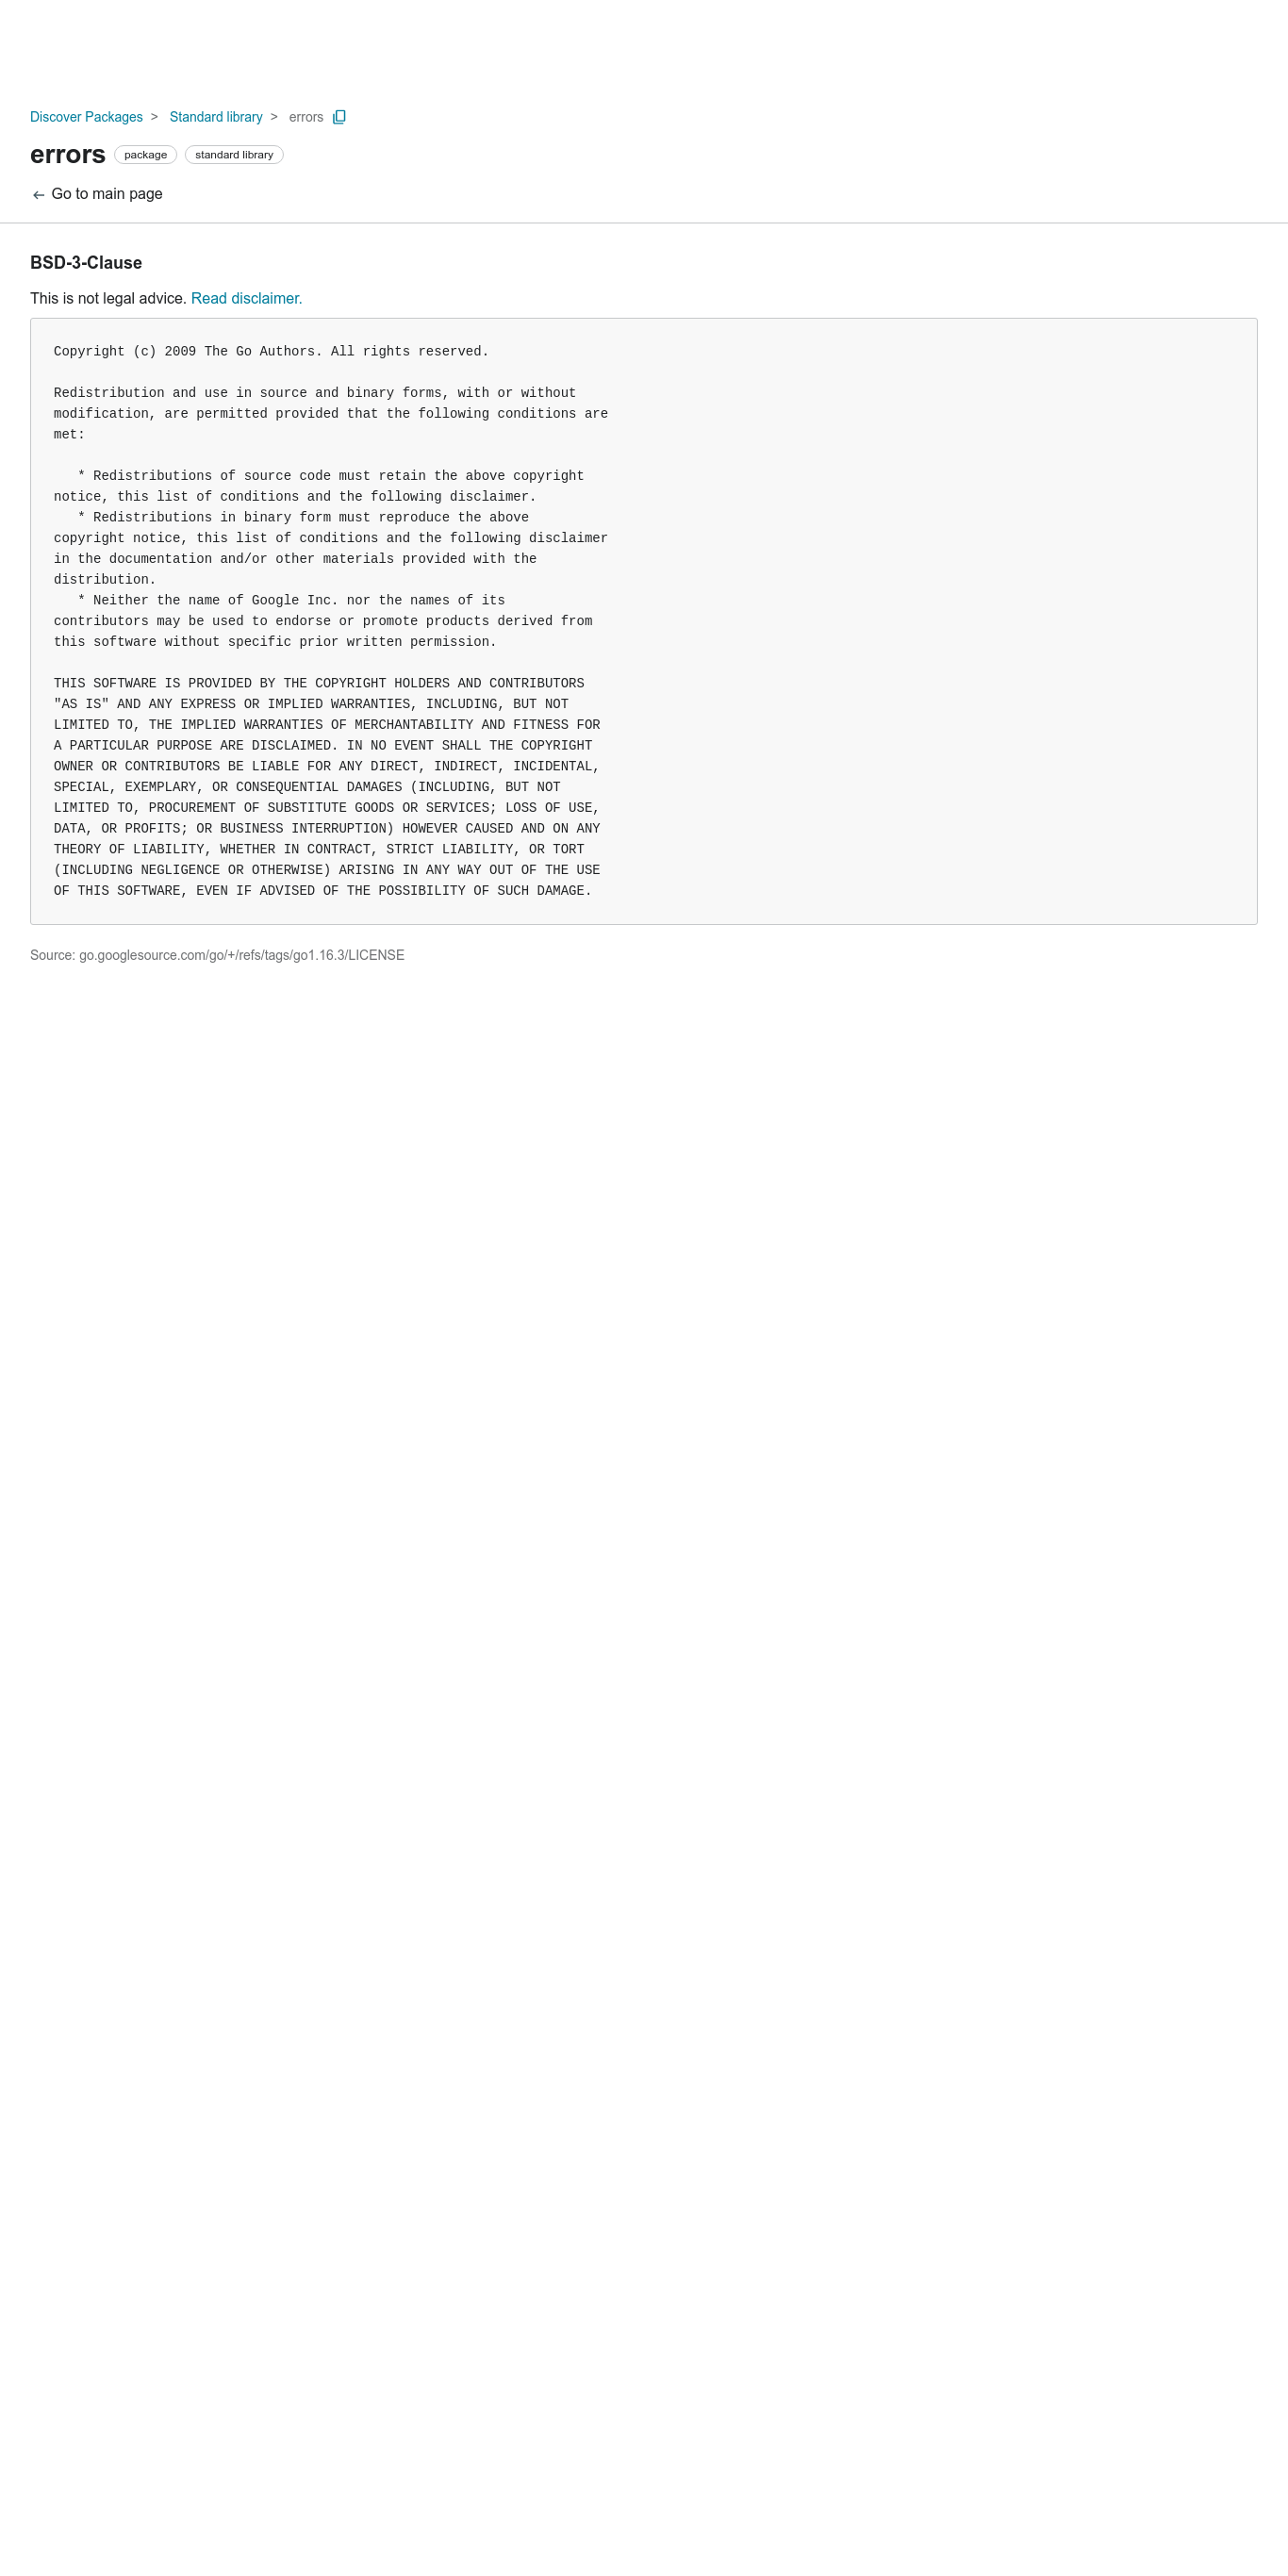 Discover Packages > Standard library > errors
errors package standard library
← Go to main page
BSD-3-Clause
This is not legal advice. Read disclaimer.
Copyright (c) 2009 The Go Authors. All rights reserved.
Redistribution and use in source and binary forms, with or without
modification, are permitted provided that the following conditions are
met:
* Redistributions of source code must retain the above copyright
notice, this list of conditions and the following disclaimer.
* Redistributions in binary form must reproduce the above
copyright notice, this list of conditions and the following disclaimer
in the documentation and/or other materials provided with the
distribution.
* Neither the name of Google Inc. nor the names of its
contributors may be used to endorse or promote products derived from
this software without specific prior written permission.
THIS SOFTWARE IS PROVIDED BY THE COPYRIGHT HOLDERS AND CONTRIBUTORS
"AS IS" AND ANY EXPRESS OR IMPLIED WARRANTIES, INCLUDING, BUT NOT
LIMITED TO, THE IMPLIED WARRANTIES OF MERCHANTABILITY AND FITNESS FOR
A PARTICULAR PURPOSE ARE DISCLAIMED. IN NO EVENT SHALL THE COPYRIGHT
OWNER OR CONTRIBUTORS BE LIABLE FOR ANY DIRECT, INDIRECT, INCIDENTAL,
SPECIAL, EXEMPLARY, OR CONSEQUENTIAL DAMAGES (INCLUDING, BUT NOT
LIMITED TO, PROCUREMENT OF SUBSTITUTE GOODS OR SERVICES; LOSS OF USE,
DATA, OR PROFITS; OR BUSINESS INTERRUPTION) HOWEVER CAUSED AND ON ANY
THEORY OF LIABILITY, WHETHER IN CONTRACT, STRICT LIABILITY, OR TORT
(INCLUDING NEGLIGENCE OR OTHERWISE) ARISING IN ANY WAY OUT OF THE USE
OF THIS SOFTWARE, EVEN IF ADVISED OF THE POSSIBILITY OF SUCH DAMAGE.
Source: go.googlesource.com/go/+/refs/tags/go1.16.3/LICENSE